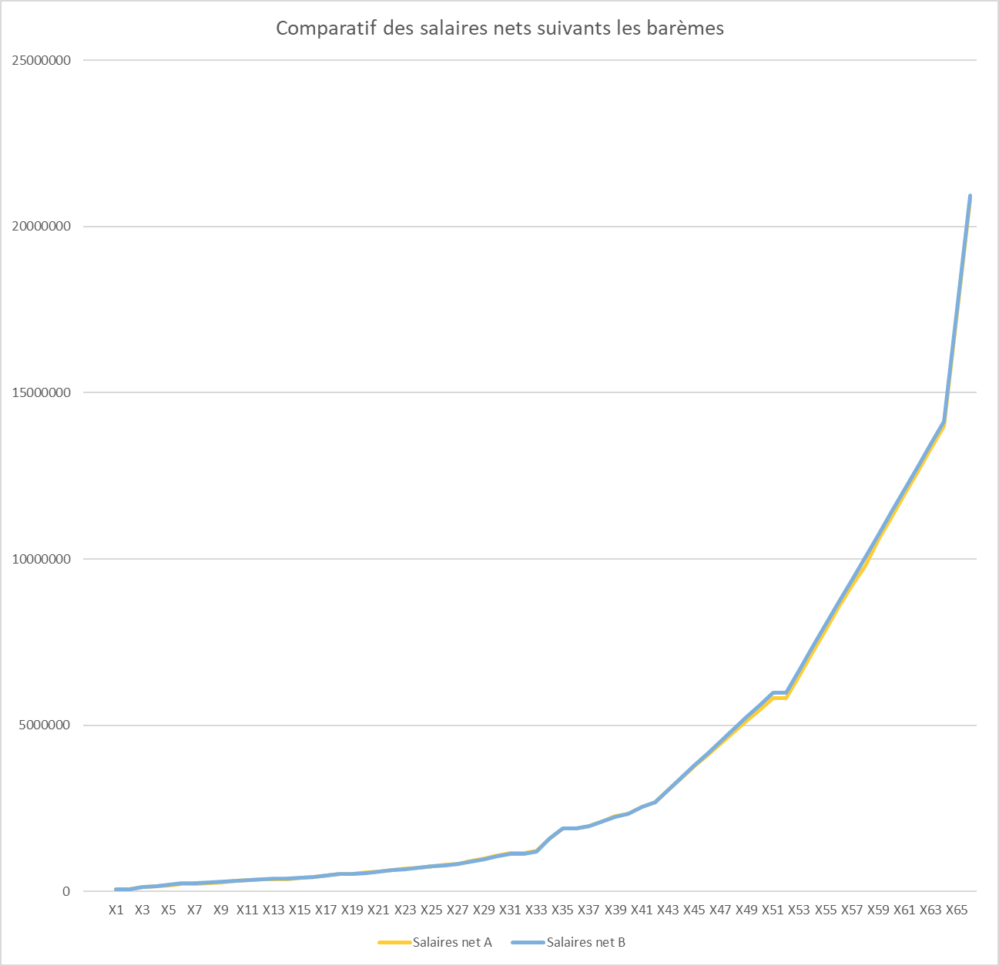 Comparatif des salaires nets suivants les barèmes
25000000
20000000
15000000
10000000
5000000
0
X1 X3 X5 X7 X9 X11 X13 X15 X17 X19 X21 X23 X25 X27 X29 X31 X33 X35 X37 X39 X41 X43 X45 X47 X49 X51 X53 X55 X57 X59 X61 X63 X65
Salaires net A Salaires net B